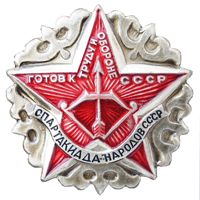 ГОТОВ К ТРУДУ И ОБОРОНЕ СССР
СПАРТАКИАДА НАРОДОВ СССР